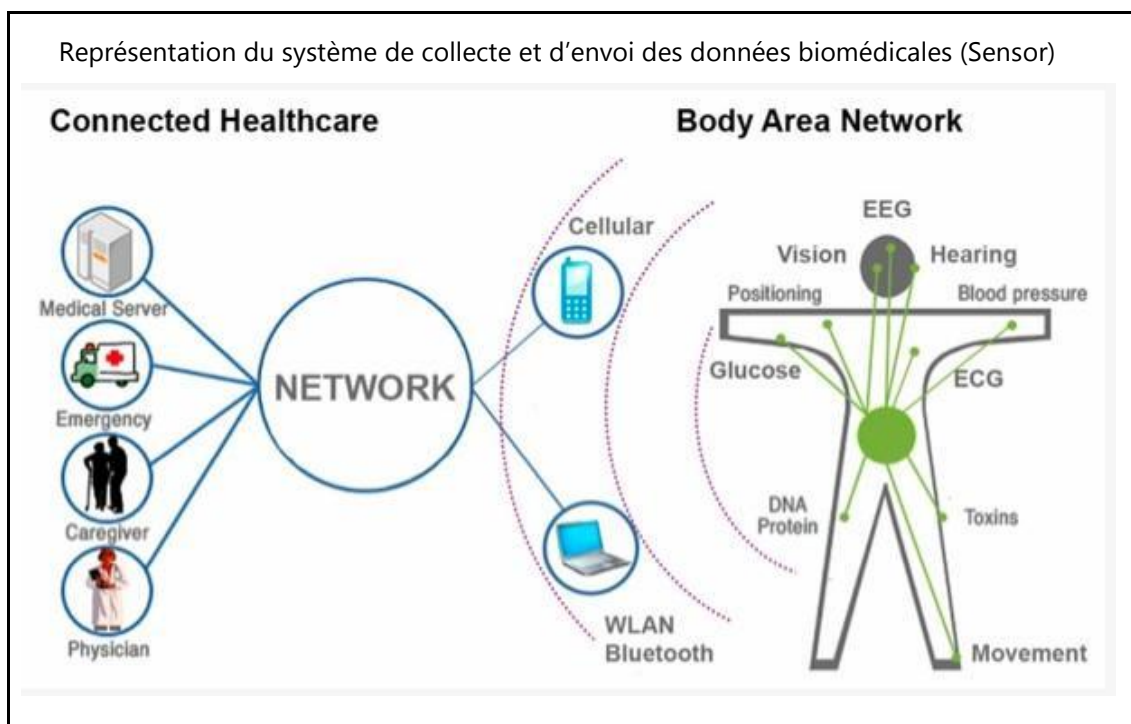 Représentation du système de collecte et d’envoi des données biomédicales (Sensor)
Connected Healthcare
Body Area Network
Medical Server
Emergency
Caregiver
Physician
NETWORK
Cellular
WLAN
Bluetooth
EEG
Vision
Hearing
Positioning
Blood pressure
Glucose
ECG
DNA
Protein
Toxins
Movement